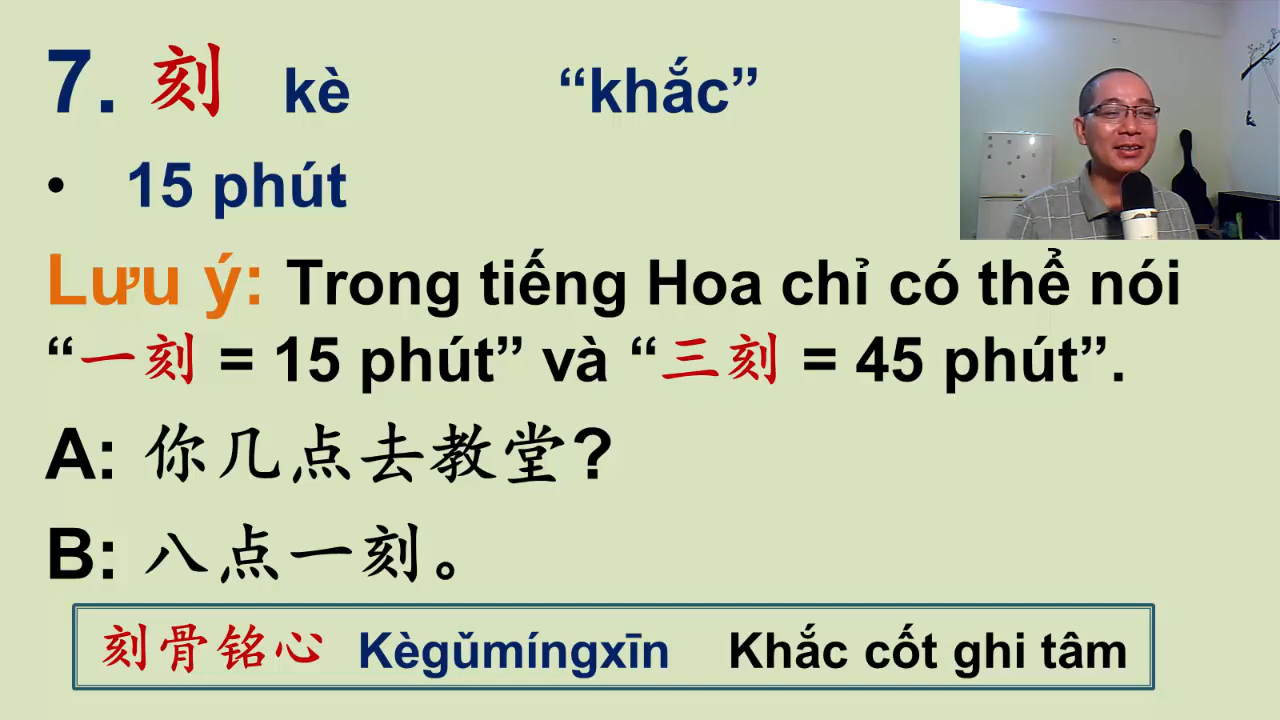 7. 刻 kè “khắc”
• 15 phút
Lưu ý: Trong tiếng Hoa chỉ có thể nói
“一刻 = 15 phút” và “三刻 = 45 phút”.
A: 你几点去教堂?
B: 八点一刻。
刻骨铭心 Kègǔmíngxīn Khắc cốt ghi tâm